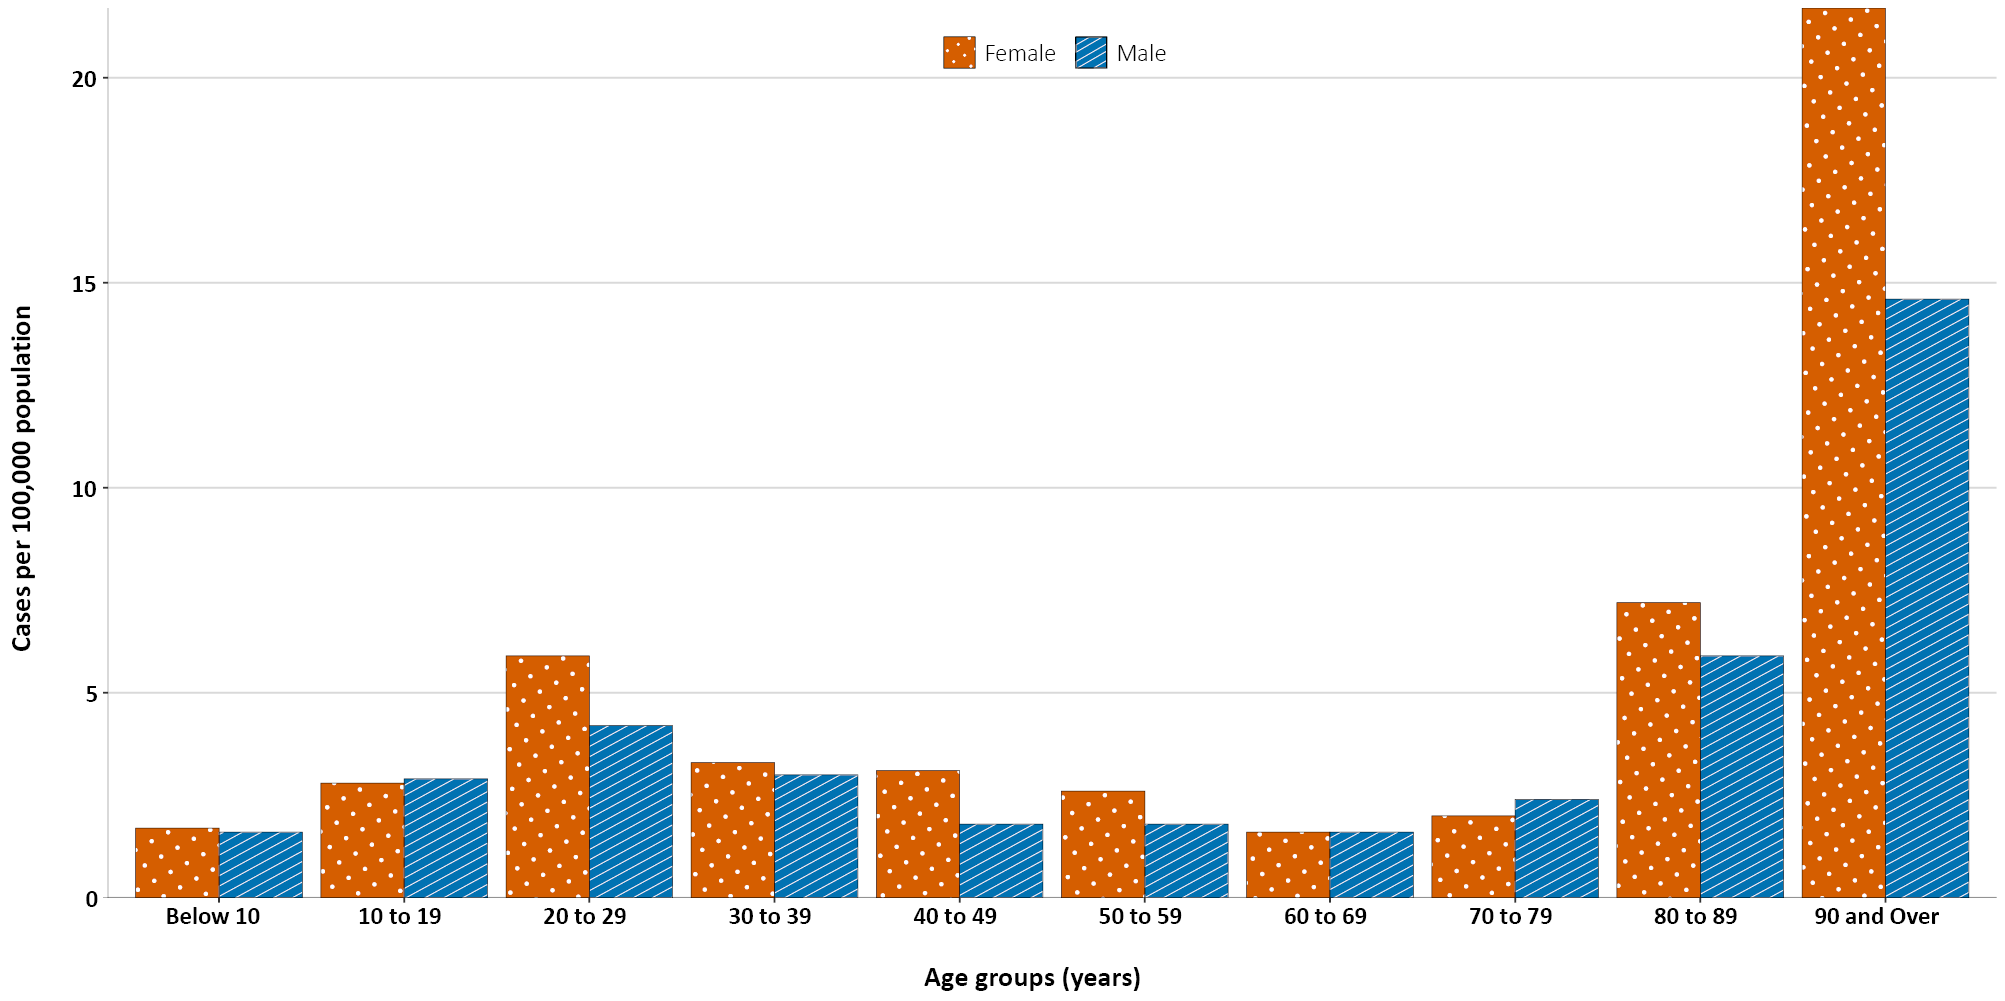 Female Male
20
15
10
5
0
Cases per 100,000 population
Below 10 10 to 19 20 to 29 30 to 39 40 to 49 50 to 59 60 to 69 70 to 79 80 to 89 90 and Over
Age groups (years)